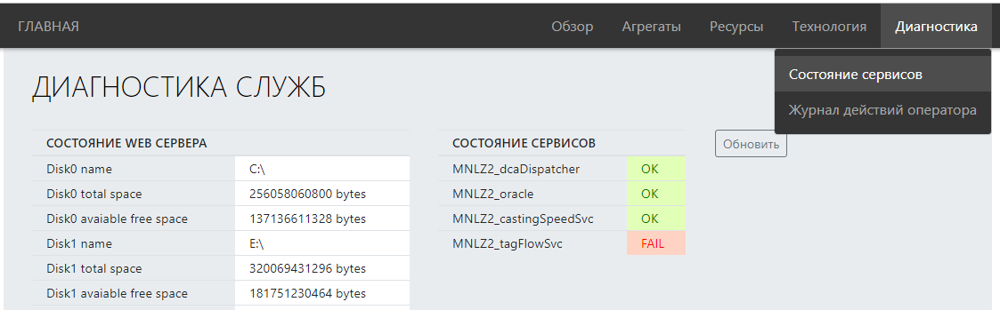 ГЛАВНАЯ Обзор Агрегаты Ресурсы Технология Диагностика
Состояние сервисов
Журнал действий оператора
ДИАГНОСТИКА СЛУЖБ
СОСТОЯНИЕ WEB СЕРВЕРА
Disk0 name C:\
Disk0 total space 256058060800 bytes
Disk0 avaiable free space 137136611328 bytes
Disk1 name E:\
Disk1 total space 320069431296 bytes
Disk1 avaiable free space 181751230464 bytes
СОСТОЯНИЕ СЕРВИСОВ
MNLZ2_dcaDispatcher OK
MNLZ2_oracle OK
MNLZ2_castingSpeedSvc OK
MNLZ2_tagFlowSvc FAIL
Обновить